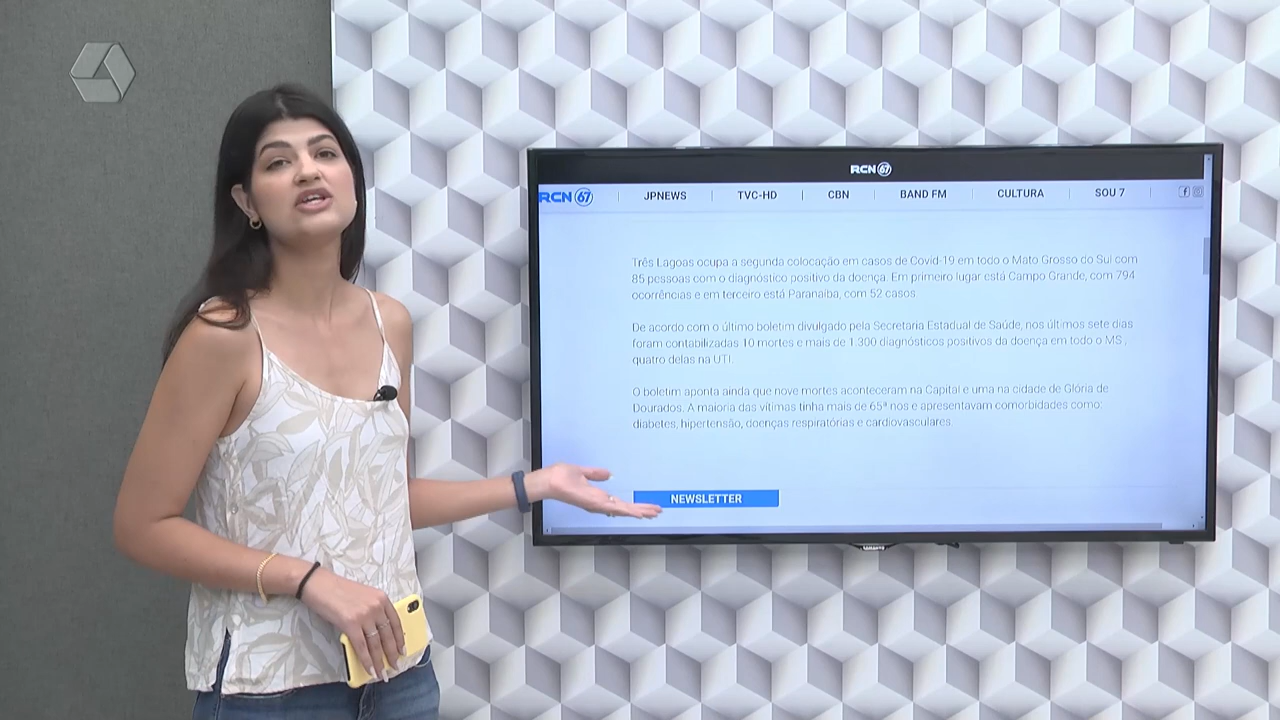 RCN 67
RCN 67 JPNEWS TVC-HD CBN BAND FM CULTURA SOU 7
Três Lagoas ocupa a segunda colocação em casos de Covid-19 em todo o Mato Grosso do Sul com
85 pessoas com o diagnóstico positivo da doença. Em primeiro lugar está Campo Grande, com 794
ocorrências e em terceiro está Paranaíba, com 52 casos.
De acordo com o último boletim divulgado pela Secretaria Estadual de Saúde, nos últimos sete dias
foram contabilizadas 10 mortes e mais de 1.300 diagnósticos positivos da doença em todo o MS ,
quatro delas na UTI.
O boletim aponta ainda que nove mortes aconteceram na Capital e uma na cidade de Glória de
Dourados. A maioria das vítimas tinha mais de 65ª nos e apresentavam comorbidades como:
diabetes, hipertensão, doenças respiratórias e cardiovasculares.
NEWSLETTER
SAMSUNG